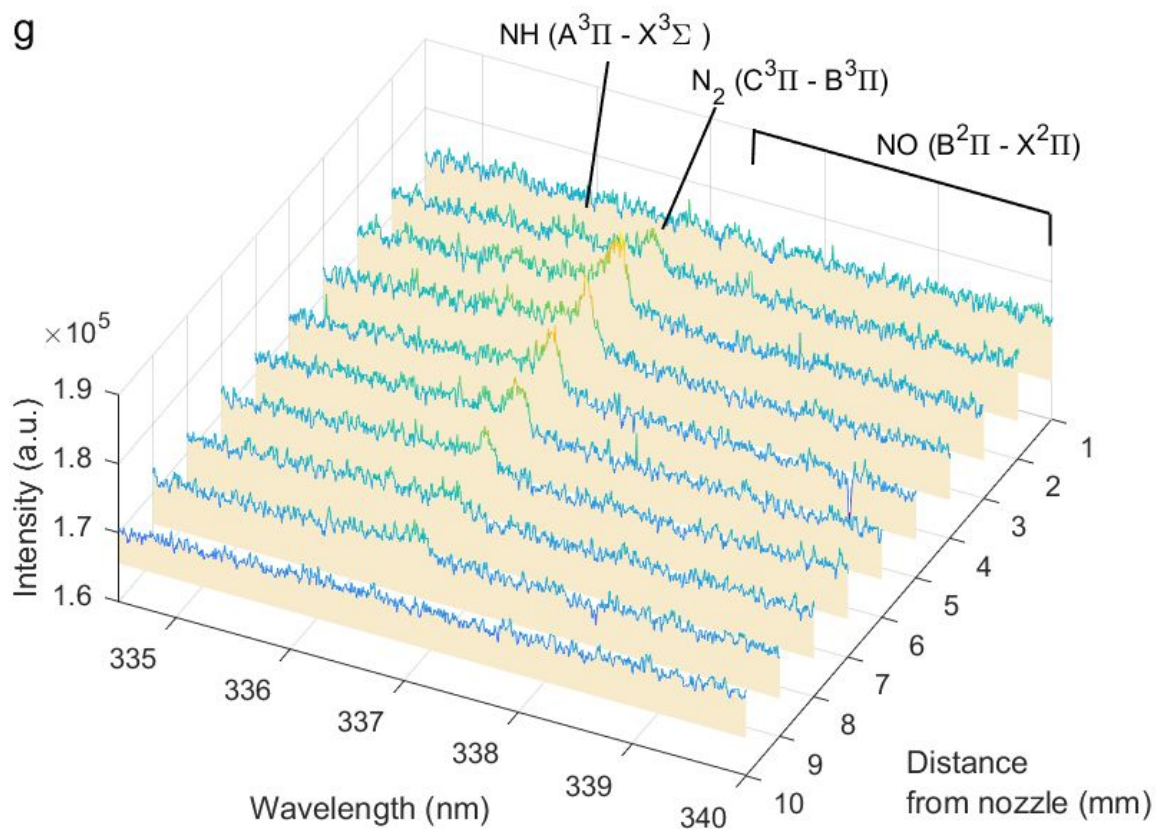 g
NH (A³Π - X³Σ )
N₂ (C³Π - B³Π)
NO (B²Π - X²Π)
×10⁵
1.9
1.8
1.7
1.6
Intensity (a.u.)
335
336
337
338
339
340
Wavelength (nm)
1
2
3
4
5
6
7
8
9
10
Distance
from nozzle (mm)